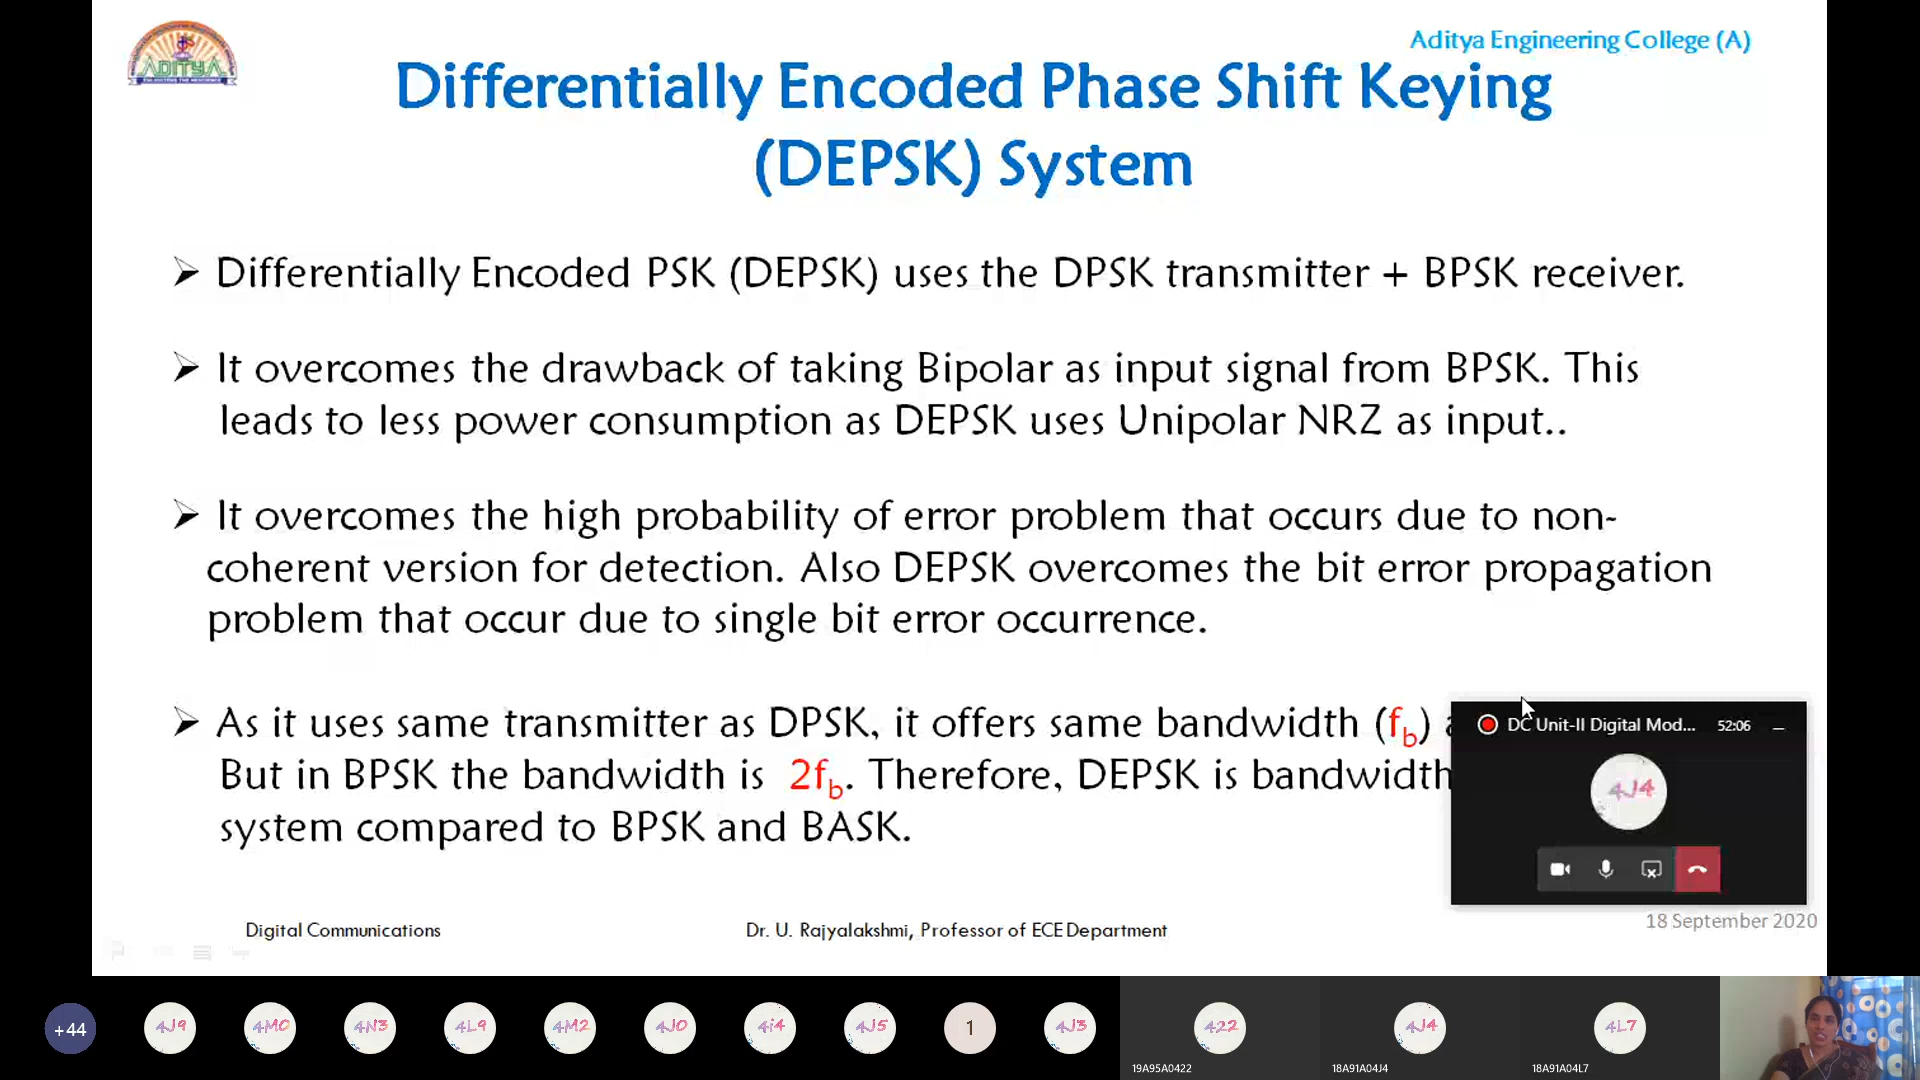 Aditya Engineering College (A)
ADITYA
Differentially Encoded Phase Shift Keying
(DEPSK) System
➢ Differentially Encoded PSK (DEPSK) uses the DPSK transmitter + BPSK receiver.
➢ It overcomes the drawback of taking Bipolar as input signal from BPSK. This
leads to less power consumption as DEPSK uses Unipolar NRZ as input..
➢ It overcomes the high probability of error problem that occurs due to non-
coherent version for detection. Also DEPSK overcomes the bit error propagation
problem that occur due to single bit error occurrence.
➢ As it uses same transmitter as DPSK, it offers same bandwidth (fb)
But in BPSK the bandwidth is 2fb. Therefore, DEPSK is bandwidth
system compared to BPSK and BASK.
DC Unit-II Digital Mod... 52:06
4J4
Digital Communications
Dr. U. Rajyalakshmi, Professor of ECE Department
18 September 2020
+44 4J9 4M0 4N3 4L9 4M2 4J0 4i4 4J5 1 4J3 422 4J4 4L7
19A95A0422 18A91A04J4 18A91A04L7